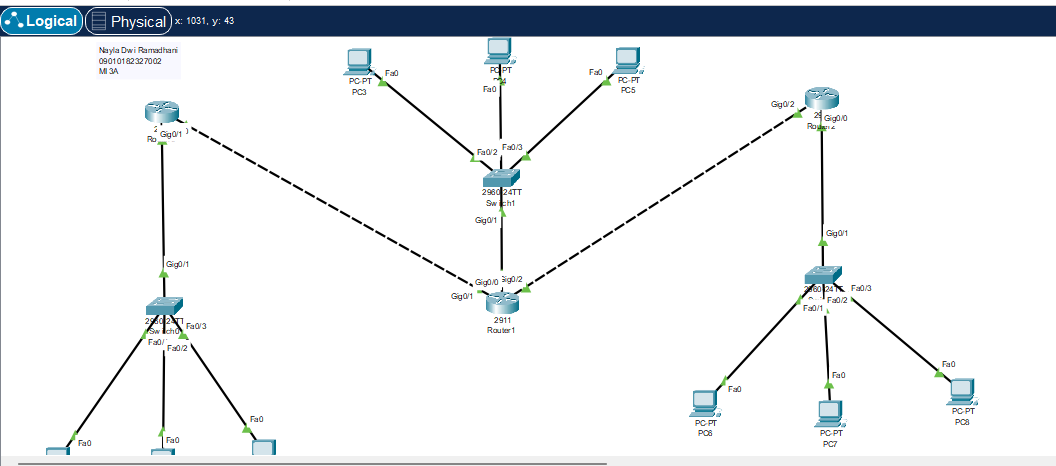 Logical
Physical
x: 1031, y: 43
Nayla Dwi Ramadhani
09010182327002
MI 3A
PC-PT
PC3
Fa0
PC-PT
Fa0
Fa0
PC-PT
PC5
Gig0/1
Gig0/2
Gig0/0
Fa0/2
Fa0/3
2960-24TT
Switch1
Gig0/1
Gig0/1
Gig0/1
Gig0/0
Gig0/2
Gig0/1
2911
Router1
Fa0/3
Fa0/2
Fa0/3
Fa0/2
Fa0/1
Fa0
Fa0
Fa0
Fa0
Fa0
Fa0
PC-PT
PC6
PC-PT
PC7
PC-PT
PC8